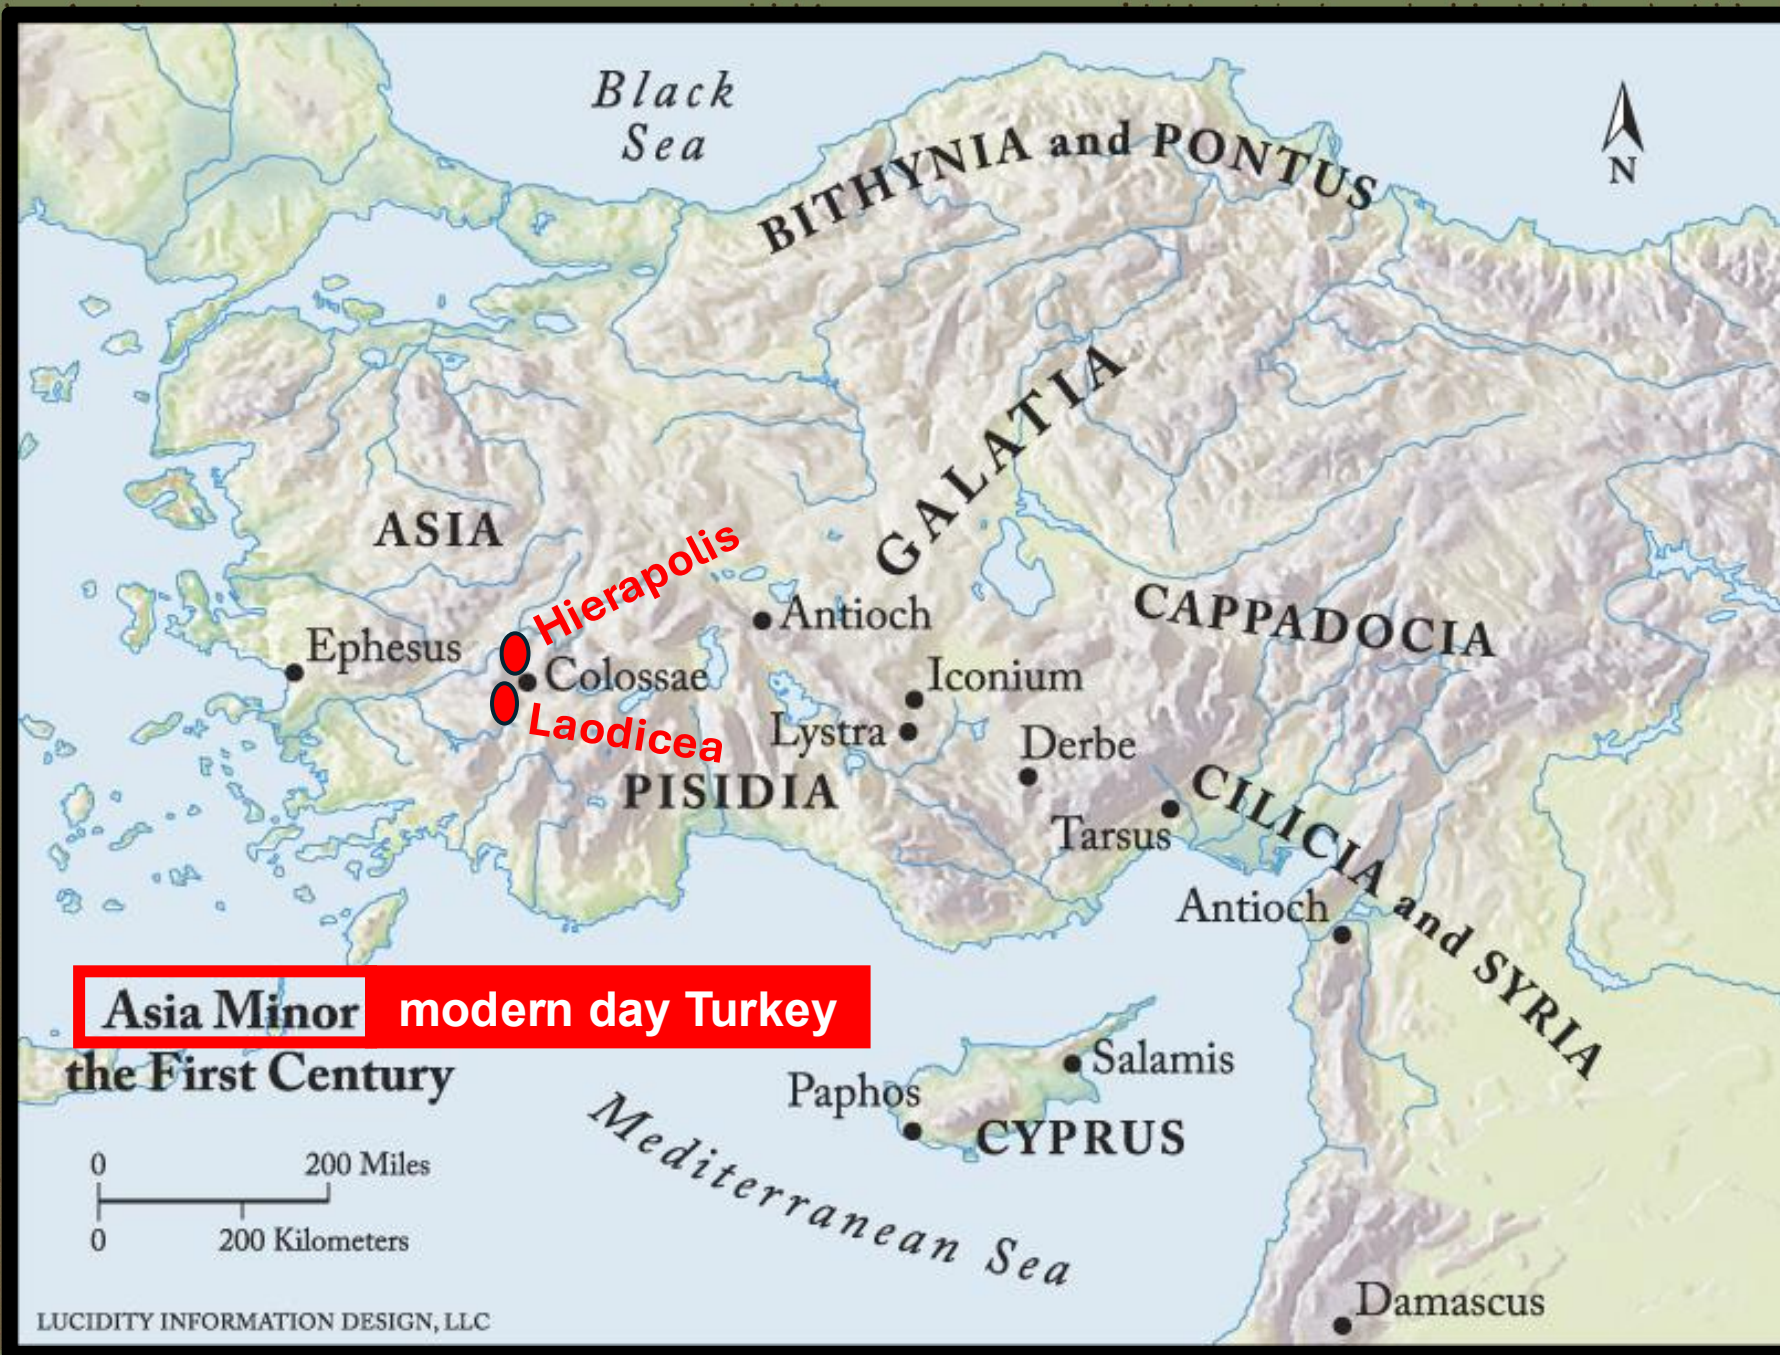 Black
Sea
BITHYNIA and PONTUS
N
GALATIA
ASIA
Hierapolis
Antioch
CAPPADOCIA
Ephesus
Colossae
Iconium
Laodicea
Lystra
Derbe
PISIDIA
CILICIA and SYRIA
Tarsus
Antioch
Asia Minor modern day Turkey
the First Century
Salamis
Paphos
CYPRUS
Mediterranean Sea
0 200 Miles
0 200 Kilometers
Damascus
LUCIDITY INFORMATION DESIGN, LLC